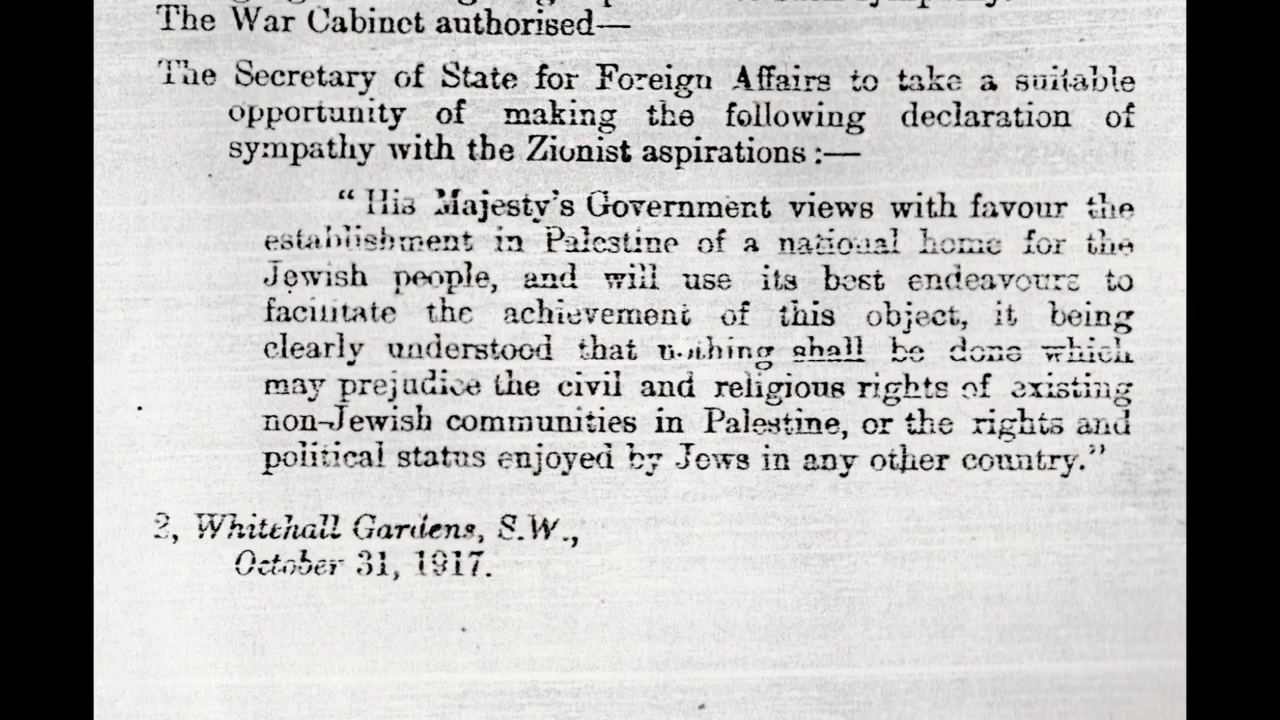 The War Cabinet authorised—
The Secretary of State for Foreign Affairs to take a suitable
opportunity of making the following declaration of
sympathy with the Zionist aspirations :—
“ His Majesty's Government views with favour the
establishment in Palestine of a national home for the
Jewish people, and will use its best endeavours to
facilitate the achievement of this object, it being
clearly understood that nothing shall be done which
may prejudice the civil and religious rights of existing
non-Jewish communities in Palestine, or the rights and
political status enjoyed by Jews in any other country.”
2, Whitehall Gardens, S.W.,
October 31, 1917.